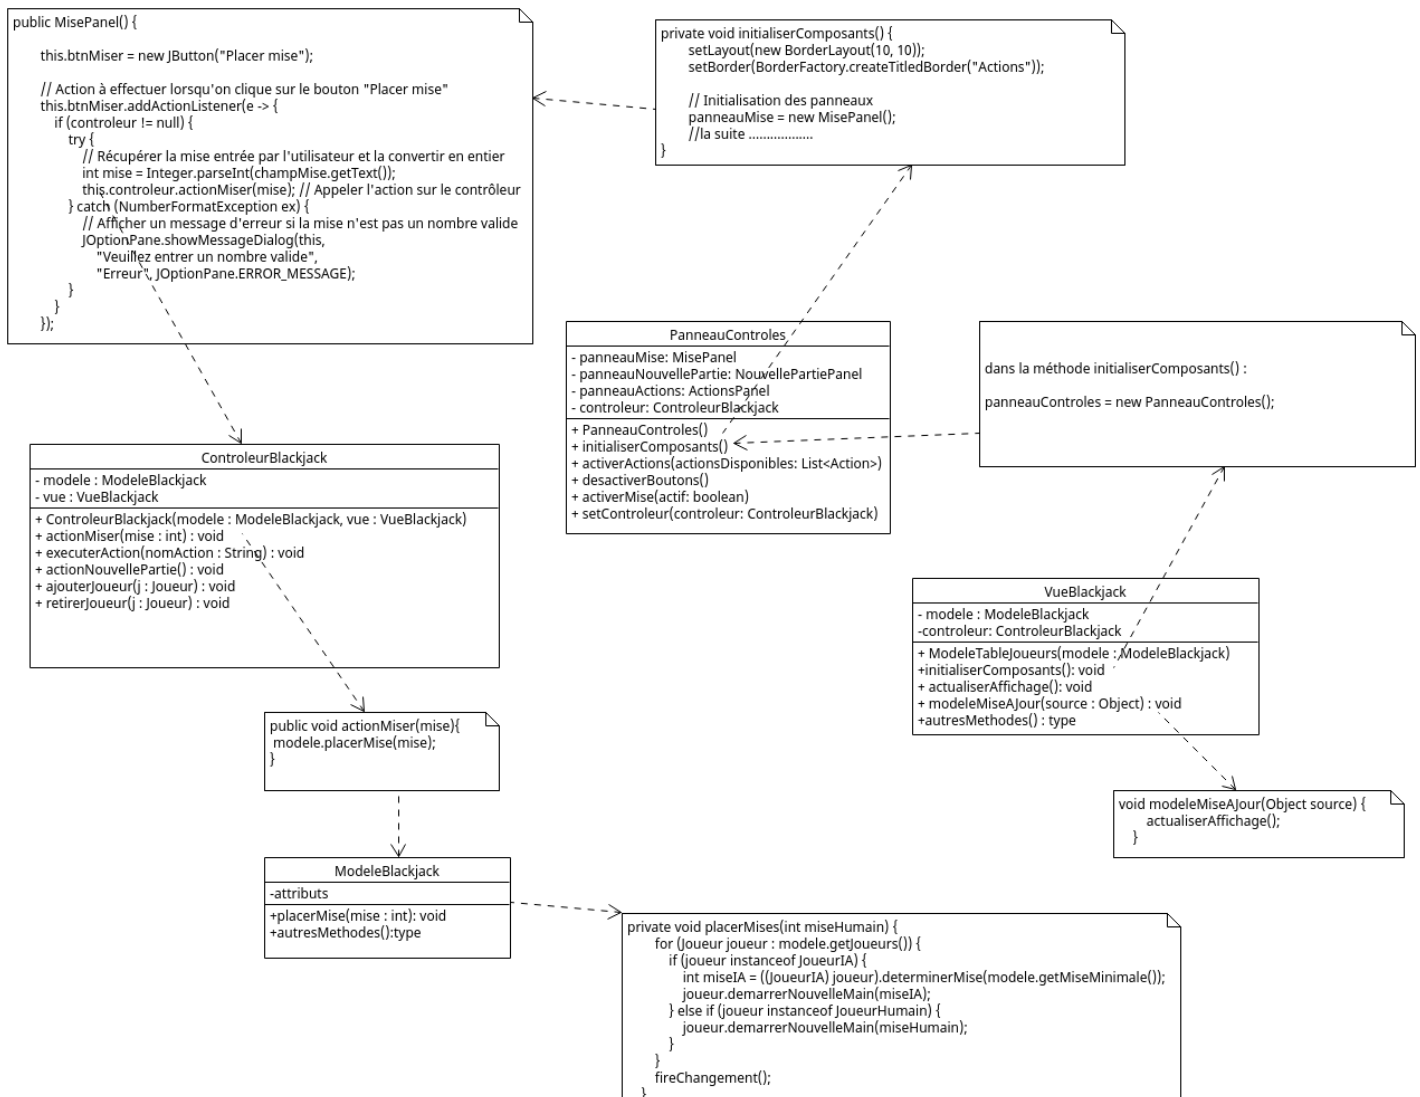 public MisePanel() {
this.btnMiser = new JButton("Placer mise");
// Action à effectuer lorsqu'on clique sur le bouton "Placer mise"
this.btnMiser.addActionListener(e -> {
if (controleur != null) {
try {
// Récupérer la mise entrée par l'utilisateur et la convertir en entier
int mise = Integer.parseInt(champMise.getText());
this.controleur.actionMiser(mise); // Appeler l'action sur le contrôleur
} catch (NumberFormatException ex) {
// Afficher un message d'erreur si la mise n'est pas un nombre valide
JOptionPane.showMessageDialog(this,
"Veuillez entrer un nombre valide",
"Erreur", JOptionPane.ERROR_MESSAGE);
}
}
});
private void initialiserComposants() {
setLayout(new BorderLayout(10, 10));
setBorder(BorderFactory.createTitledBorder("Actions"));
// Initialisation des panneaux
panneauMise = new MisePanel();
//la suite ..................
}
PanneauControles
- panneauMise: MisePanel
- panneauNouvellePartie: NouvellePartiePanel
- panneauActions: ActionsPanel
- controleur: ControleurBlackjack
+ PanneauControles()
+ initialiserComposants()
+ activerActions(actionsDisponibles: List<Action>)
+ desactiverBoutons()
+ activerMise(actif: boolean)
+ setControleur(controleur: ControleurBlackjack)
dans la méthode initialiserComposants() :
panneauControles = new PanneauControles();
ControleurBlackjack
- modele : ModeleBlackjack
- vue : VueBlackjack
+ ControleurBlackjack(modele : ModeleBlackjack, vue : VueBlackjack)
+ actionMiser(mise : int) : void
+ executerAction(nomAction : String) : void
+ actionNouvellePartie() : void
+ ajouterJoueur(j : Joueur) : void
+ retirerJoueur(j : Joueur) : void
VueBlackjack
- modele : ModeleBlackjack
-controleur: ControleurBlackjack
+ ModeleTableJoueurs(modele : ModeleBlackjack)
+initialiserComposants(): void
+ actualiserAffichage(): void
+ modeleMiseAJour(source : Object) : void
+autresMethodes() : type
public void actionMiser(mise){
modele.placerMise(mise);
}
void modeleMiseAJour(Object source) {
actualiserAffichage();
}
ModeleBlackjack
-attributs
+placerMise(mise : int): void
+autresMethodes():type
private void placerMises(int miseHumain) {
for (Joueur joueur : modele.getJoueurs()) {
if (joueur instanceof JoueurIA) {
int miseIA = ((JoueurIA) joueur).determinerMise(modele.getMiseMinimale());
joueur.demarrerNouvelleMain(miseIA);
} else if (joueur instanceof JoueurHumain) {
joueur.demarrerNouvelleMain(miseHumain);
}
}
fireChangement();
}